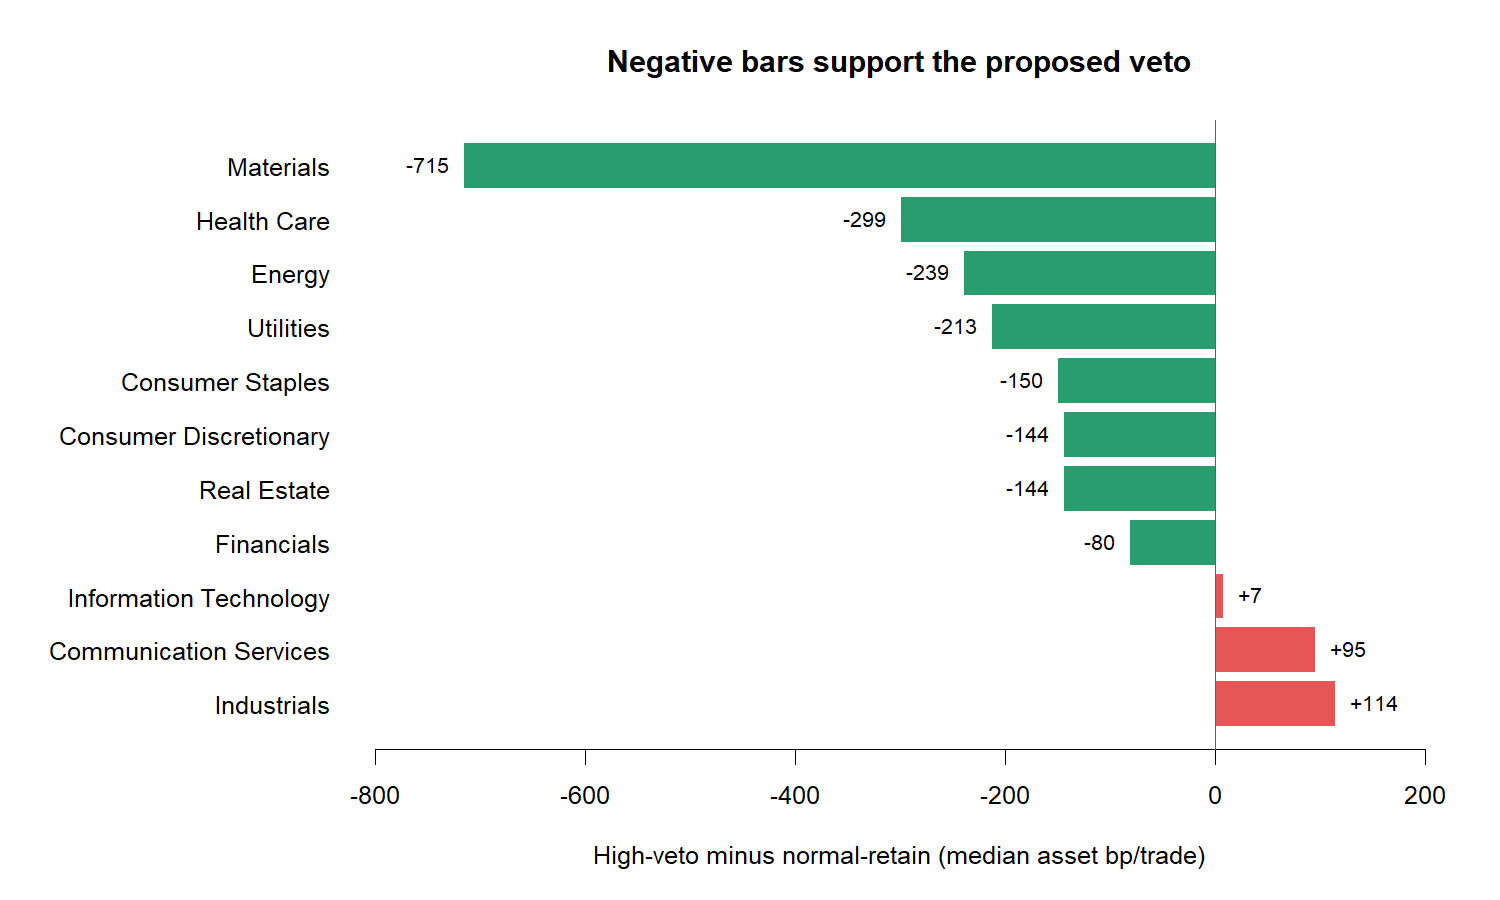 Negative bars support the proposed veto
Materials -715
Health Care -299
Energy -239
Utilities -213
Consumer Staples -150
Consumer Discretionary -144
Real Estate -144
Financials -80
Information Technology +7
Communication Services +95
Industrials +114
-800 -600 -400 -200 0 200
High-veto minus normal-retain (median asset bp/trade)